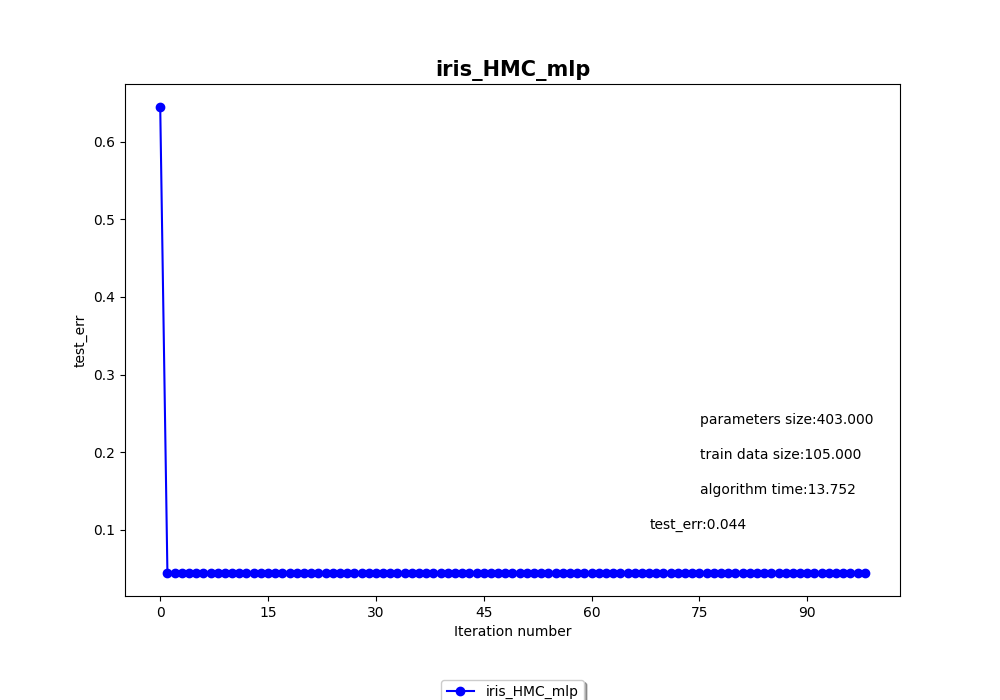 iris_HMC_mlp
0.6
0.5
0.4
0.3
0.2
0.1
test_err
parameters size:403.000
train data size:105.000
algorithm time:13.752
test_err:0.044
0 15 30 45 60 75 90
Iteration number
iris_HMC_mlp